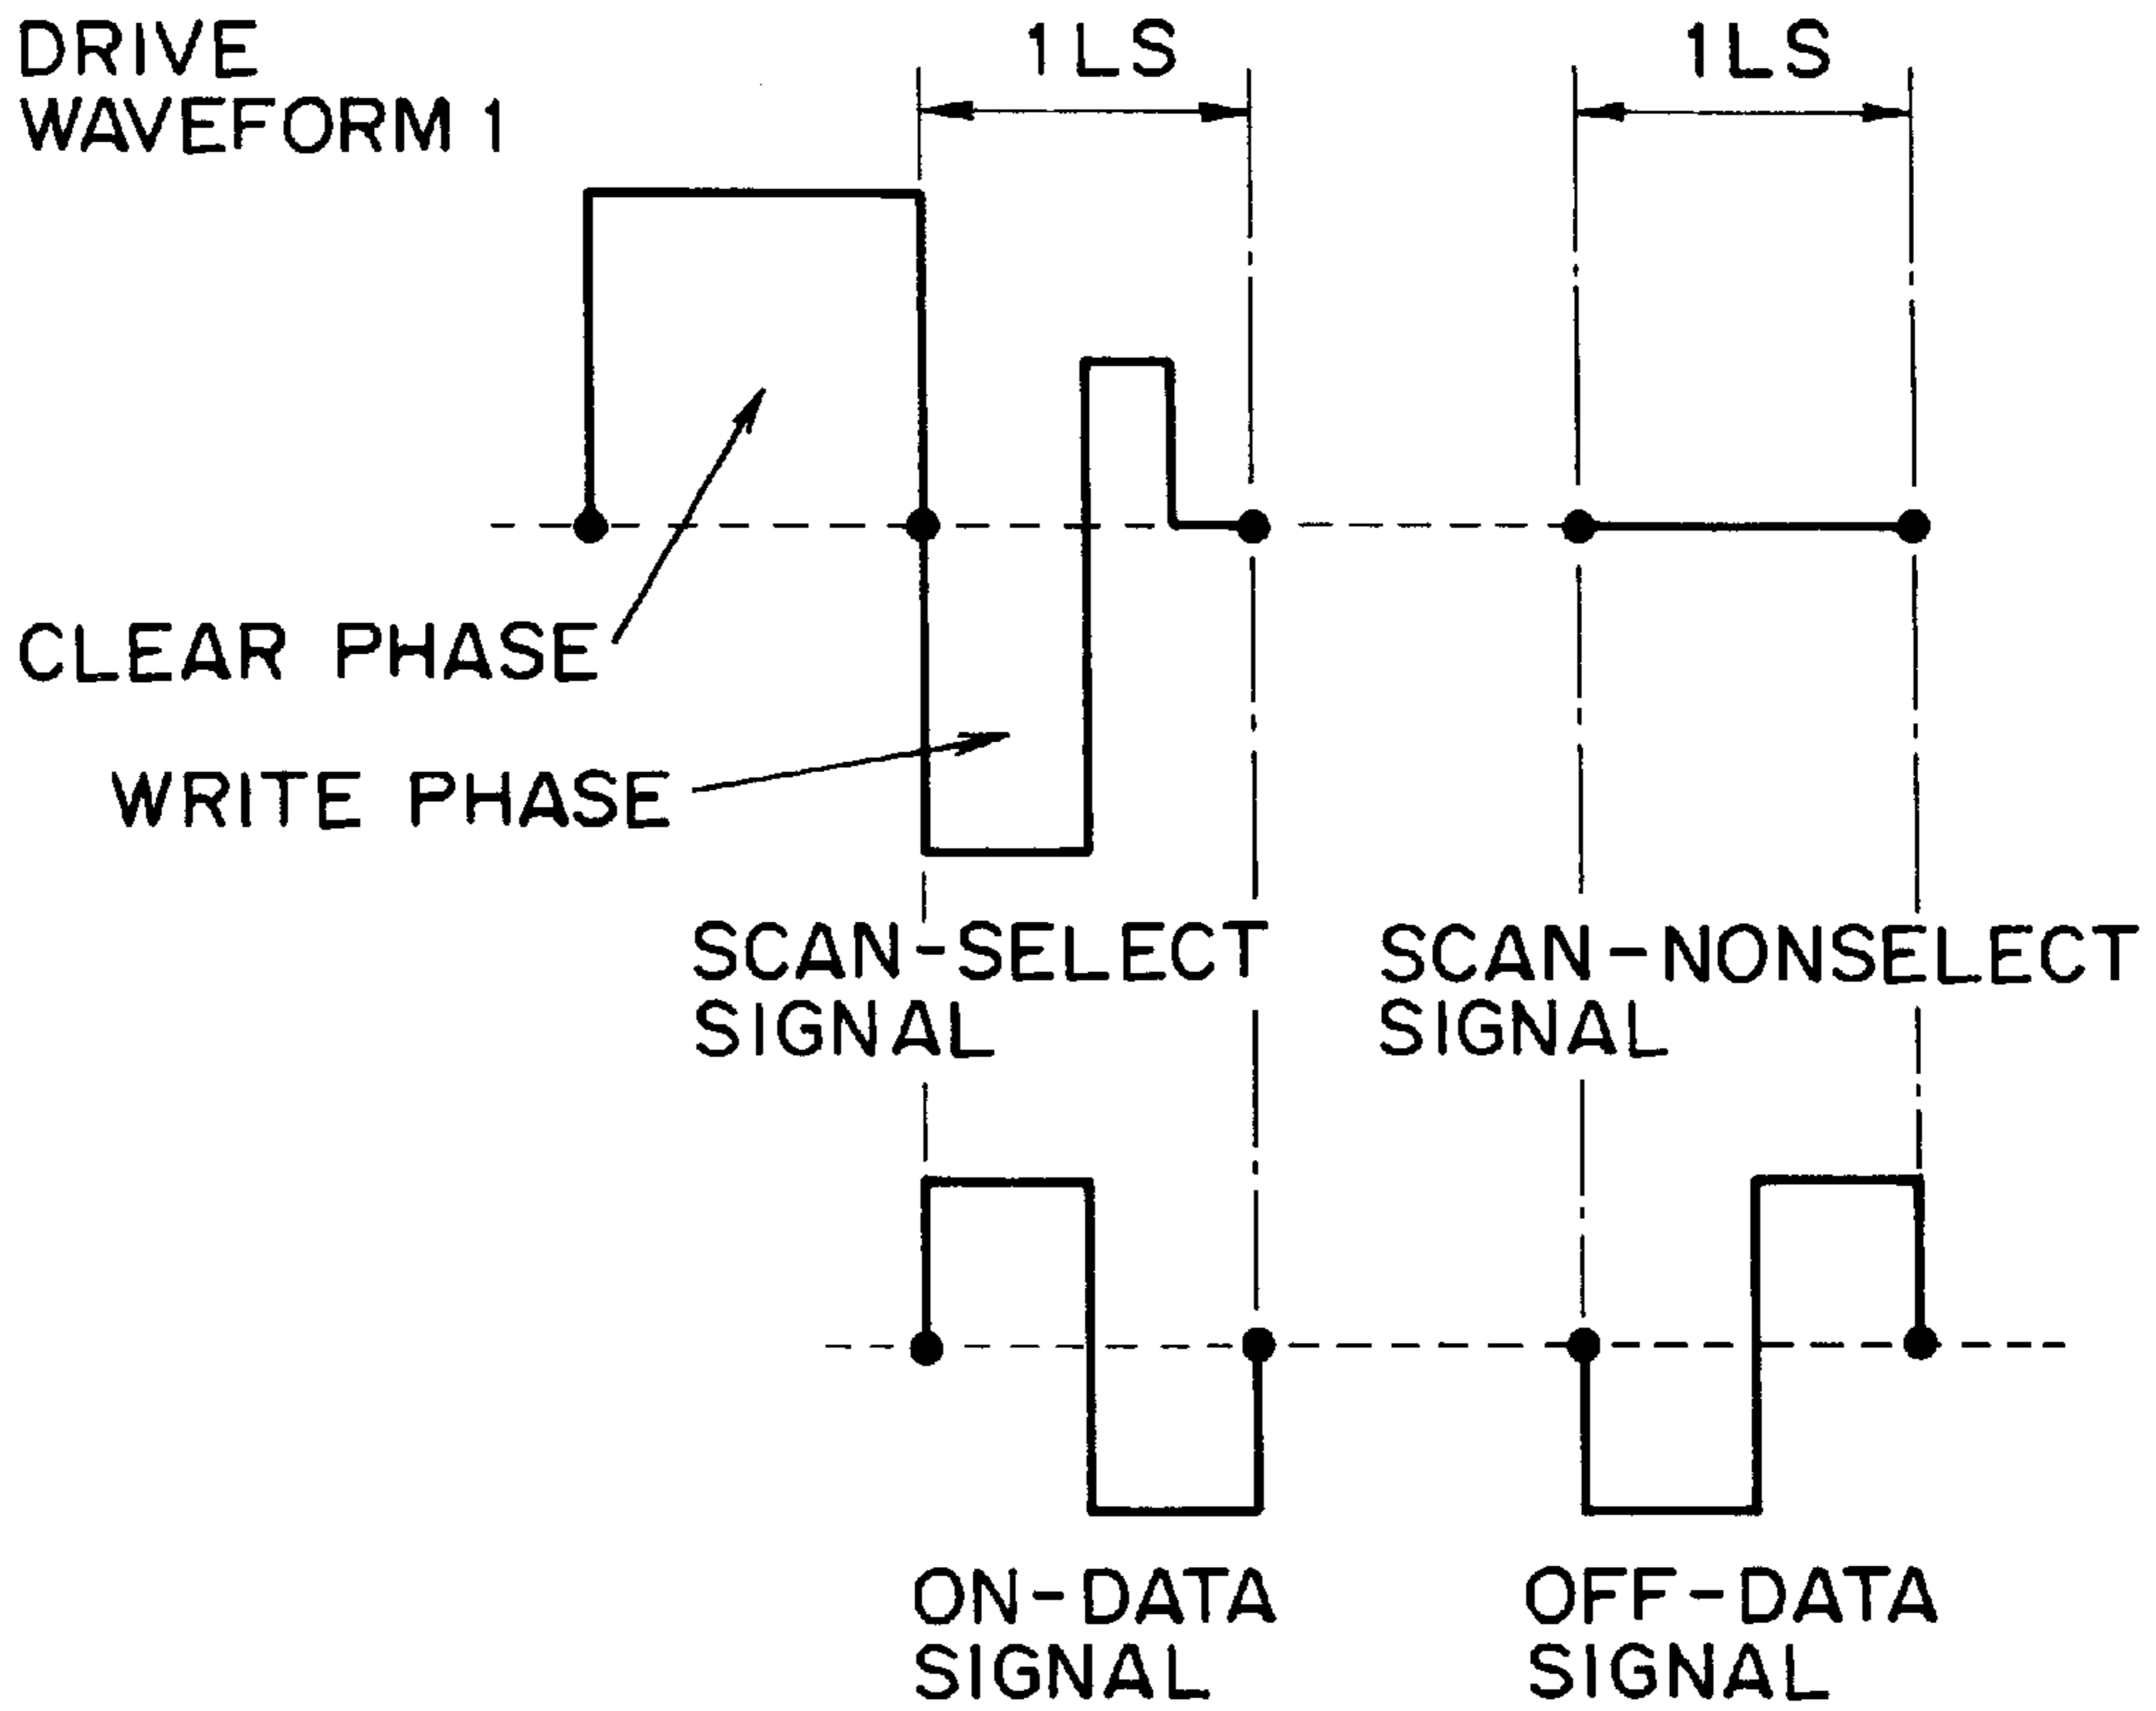 DRIVE
WAVEFORM 1
1LS
1LS
CLEAR PHASE
WRITE PHASE
SCAN-SELECT
SIGNAL
SCAN-NONSELECT
SIGNAL
ON-DATA
SIGNAL
OFF-DATA
SIGNAL